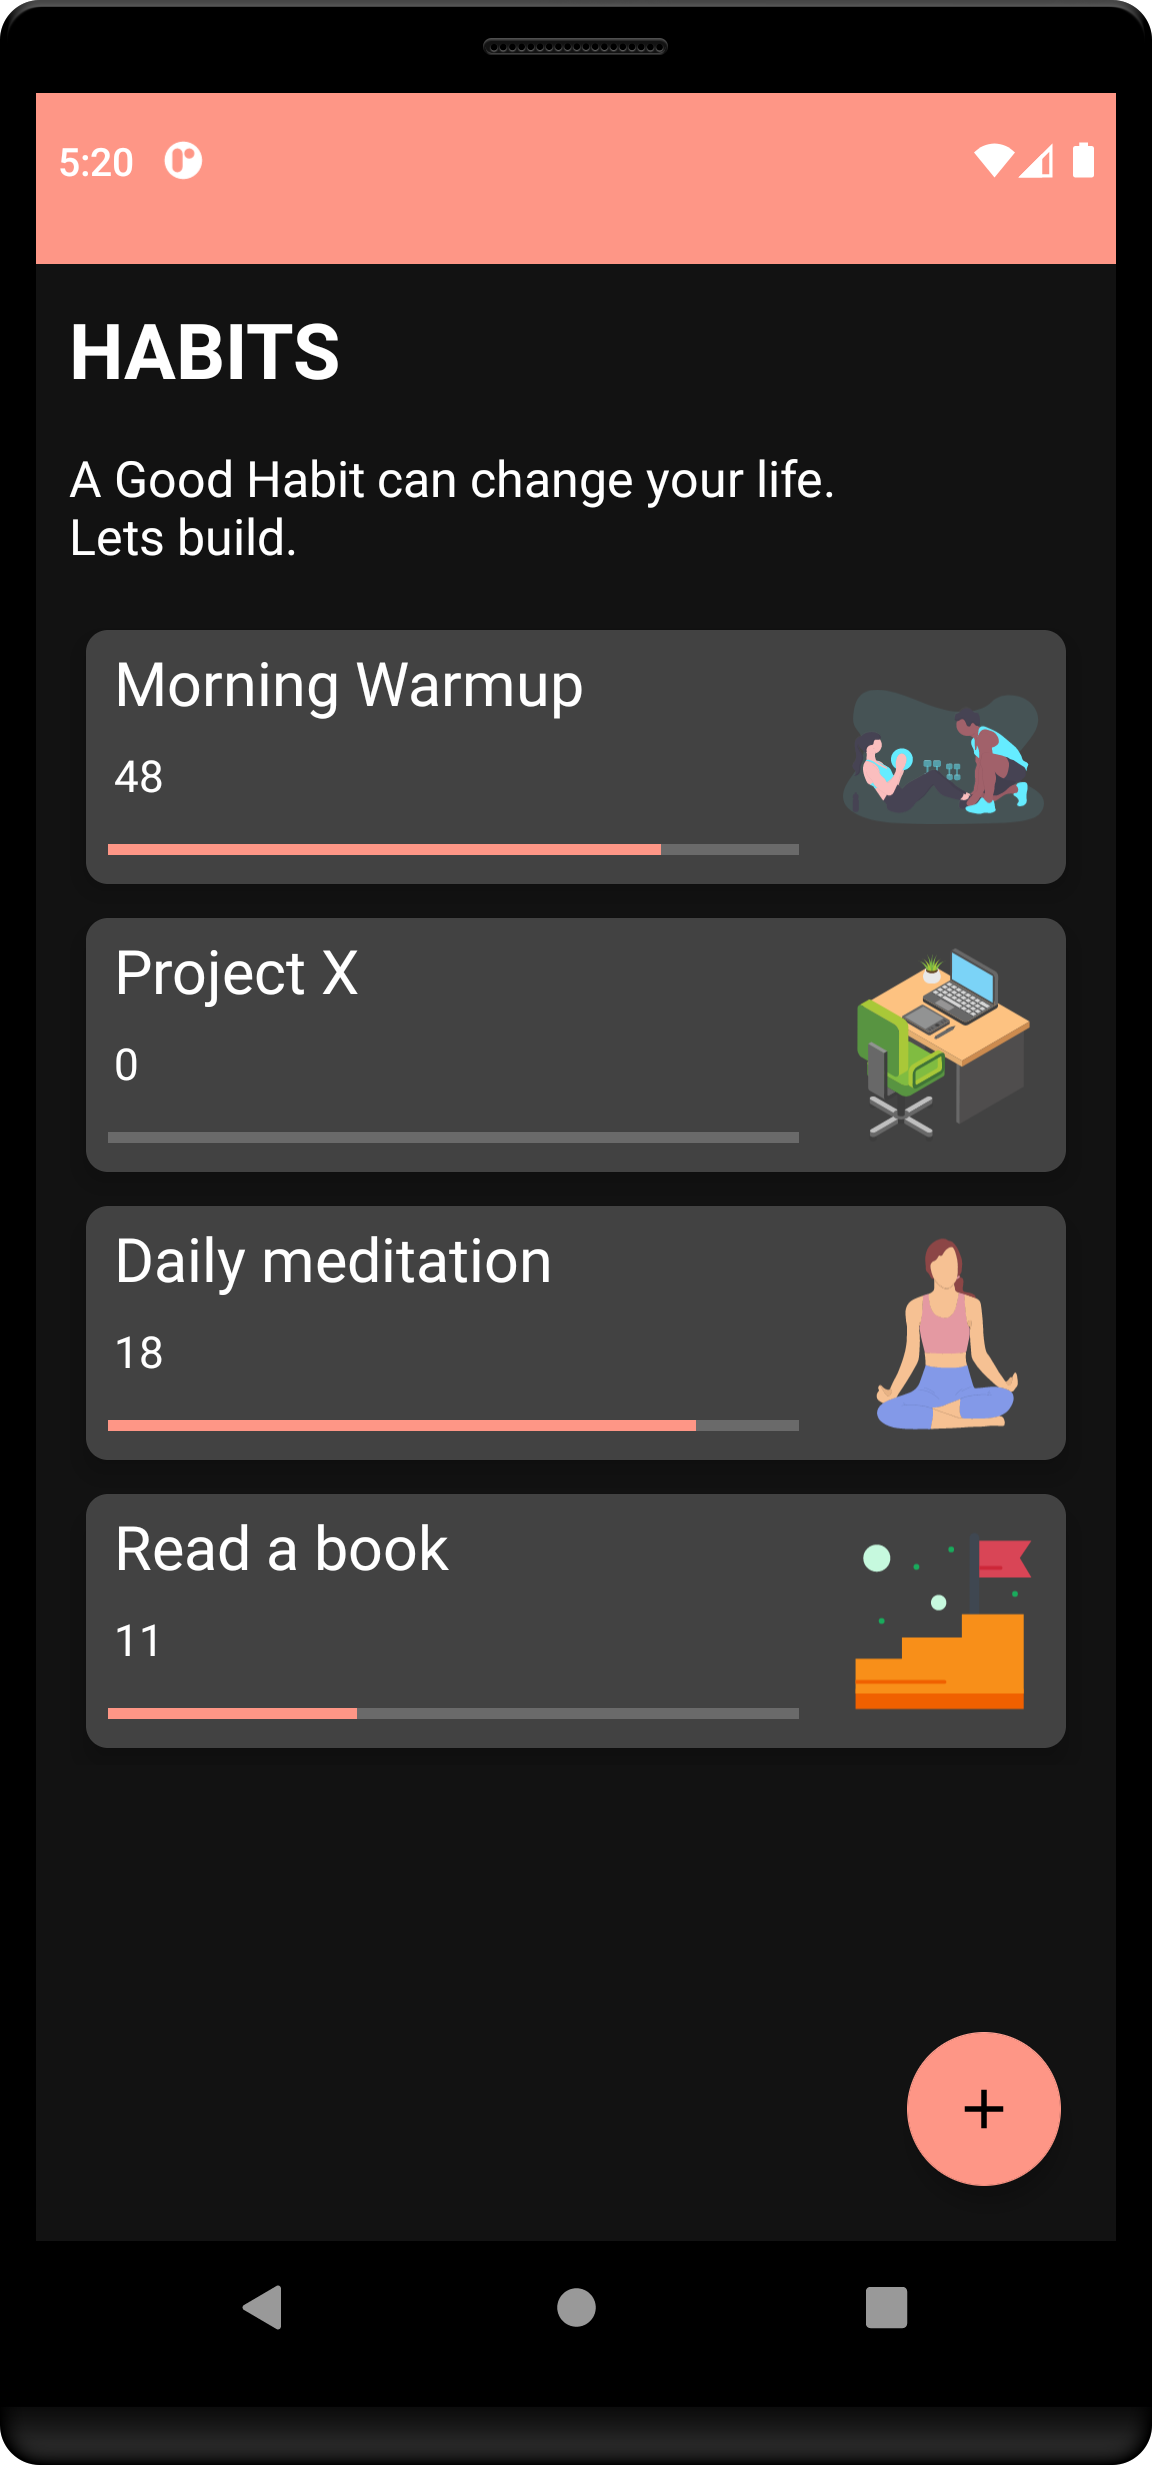 5:20
HABITS
A Good Habit can change your life.
Lets build.
Morning Warmup
48
Project X
0
Daily meditation
18
Read a book
11